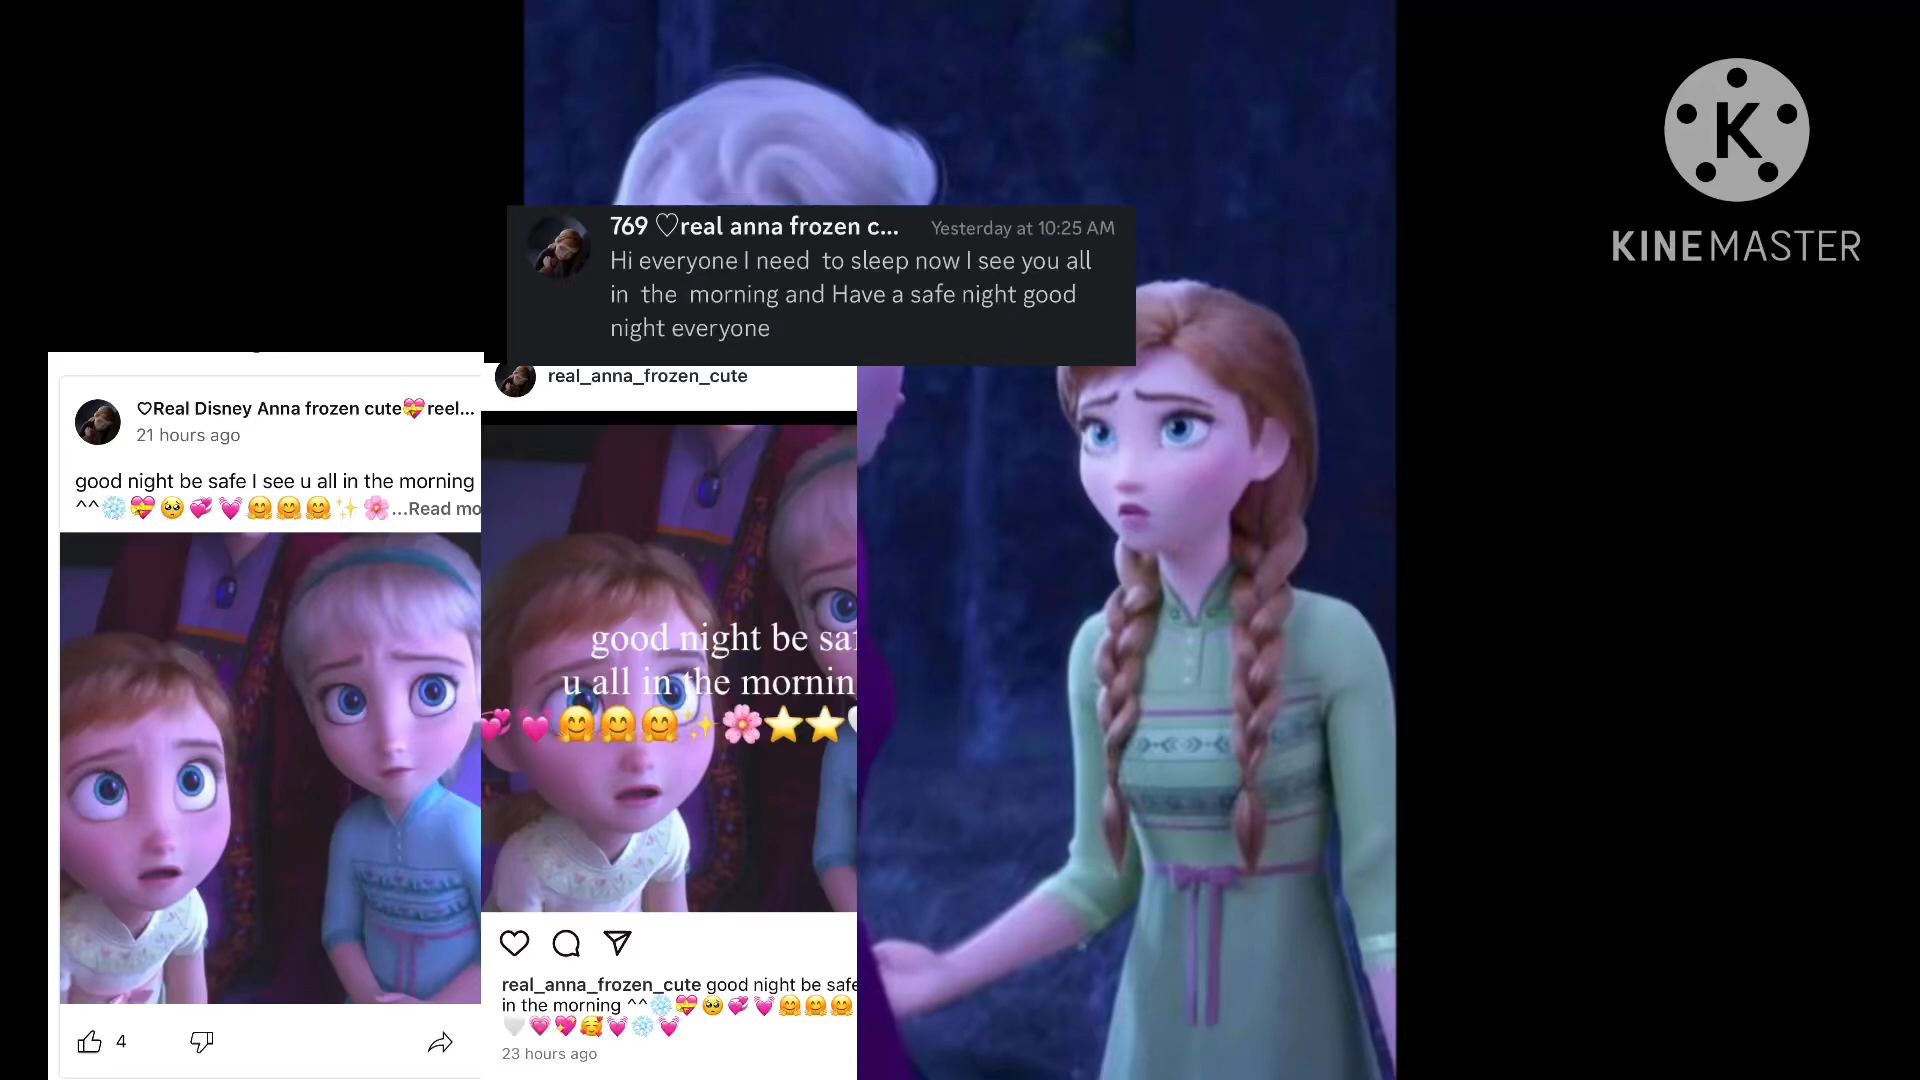 KINEMASTER
769 ♡real anna frozen c... Yesterday at 10:25 AM
Hi everyone I need to sleep now I see you all
in the morning and Have a safe night good
night everyone
♡Real Disney Anna frozen cute💝reel...
21 hours ago
good night be safe I see u all in the morning
^^❄️💝🥺💞💓🤗🤗🤗✨🌸...Read mo
4
real_anna_frozen_cute
good night be saf
u all in the mornin
💞💓🤗🤗🤗✨🌸⭐⭐🤍
real_anna_frozen_cute good night be safe
in the morning ^^❄️💝🥺💞💓🤗🤗🤗
🤍💗💖🥰💓❄️💓
23 hours ago